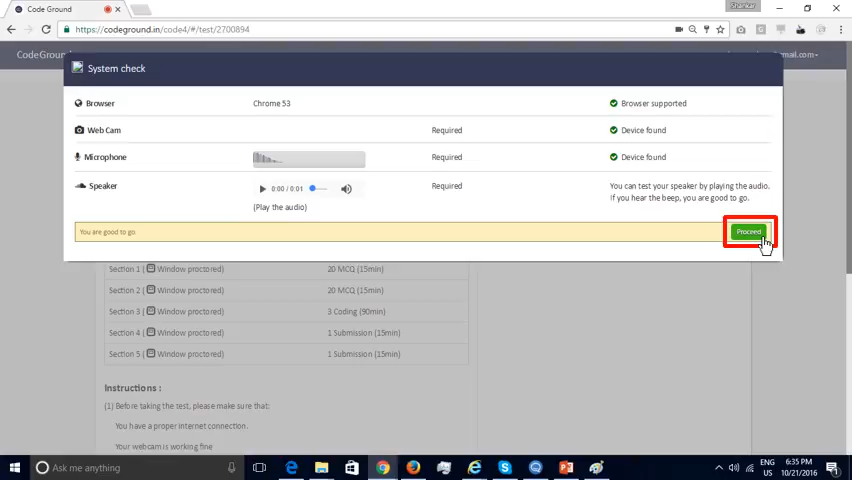 Code Ground
Shankar
https://codeground.in/code4/#/test/2700894
CodeGround
mail.com
System check
Browser Chrome 53 Browser supported
Web Cam Required Device found
Microphone Required Device found
Speaker 0:00 / 0:01 Required You can test your speaker by playing the audio.
If you hear the beep, you are good to go.
(Play the audio)
You are good to go. Proceed
Section 1 ( Window proctored) 20 MCQ (15min)
Section 2 ( Window proctored) 20 MCQ (15min)
Section 3 ( Window proctored) 3 Coding (90min)
Section 4 ( Window proctored) 1 Submission (15min)
Section 5 ( Window proctored) 1 Submission (15min)
Instructions :
(1) Before taking the test, please make sure that:
You have a proper internet connection.
Your webcam is working fine
Ask me anything
ENG 6:35 PM
US 10/21/2016